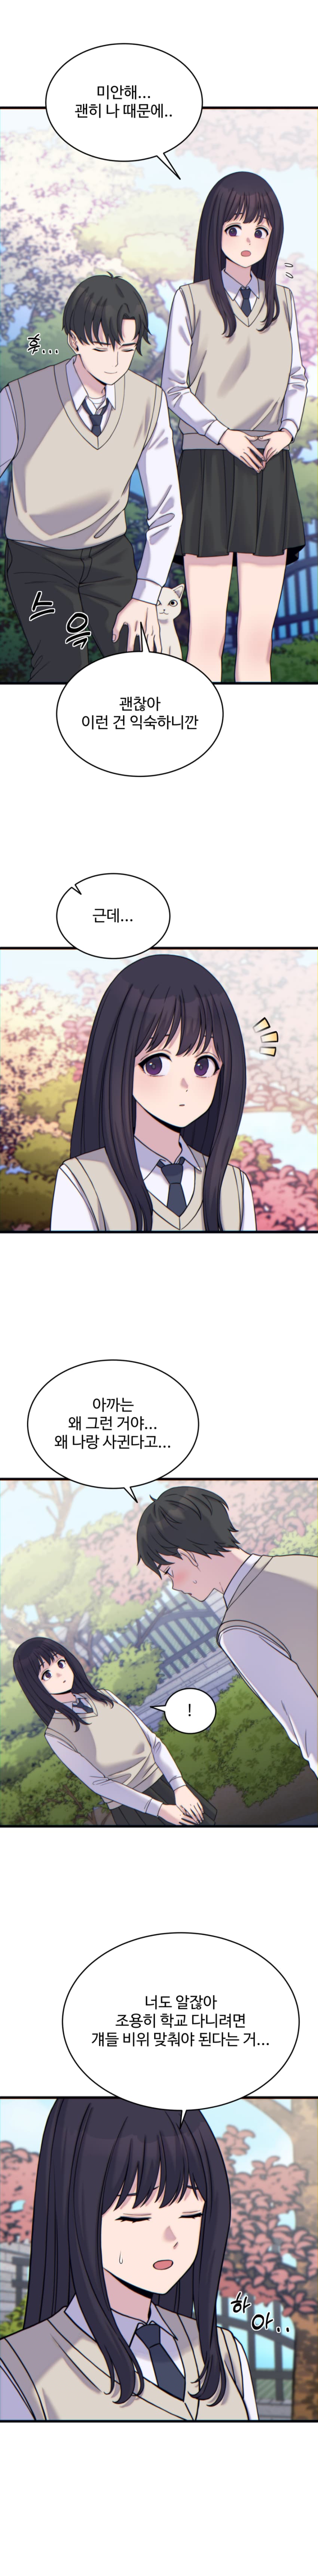 미안해...
괜히 나 때문에..
훗...
스윽
괜찮아
이런 건 익숙하니깐
근데...
아까는
왜 그런 거야...
왜 나랑 사귄다고...
!
너도 알잖아
조용히 학교 다니려면
걔들 비위 맞춰야 된다는 거...
하아..